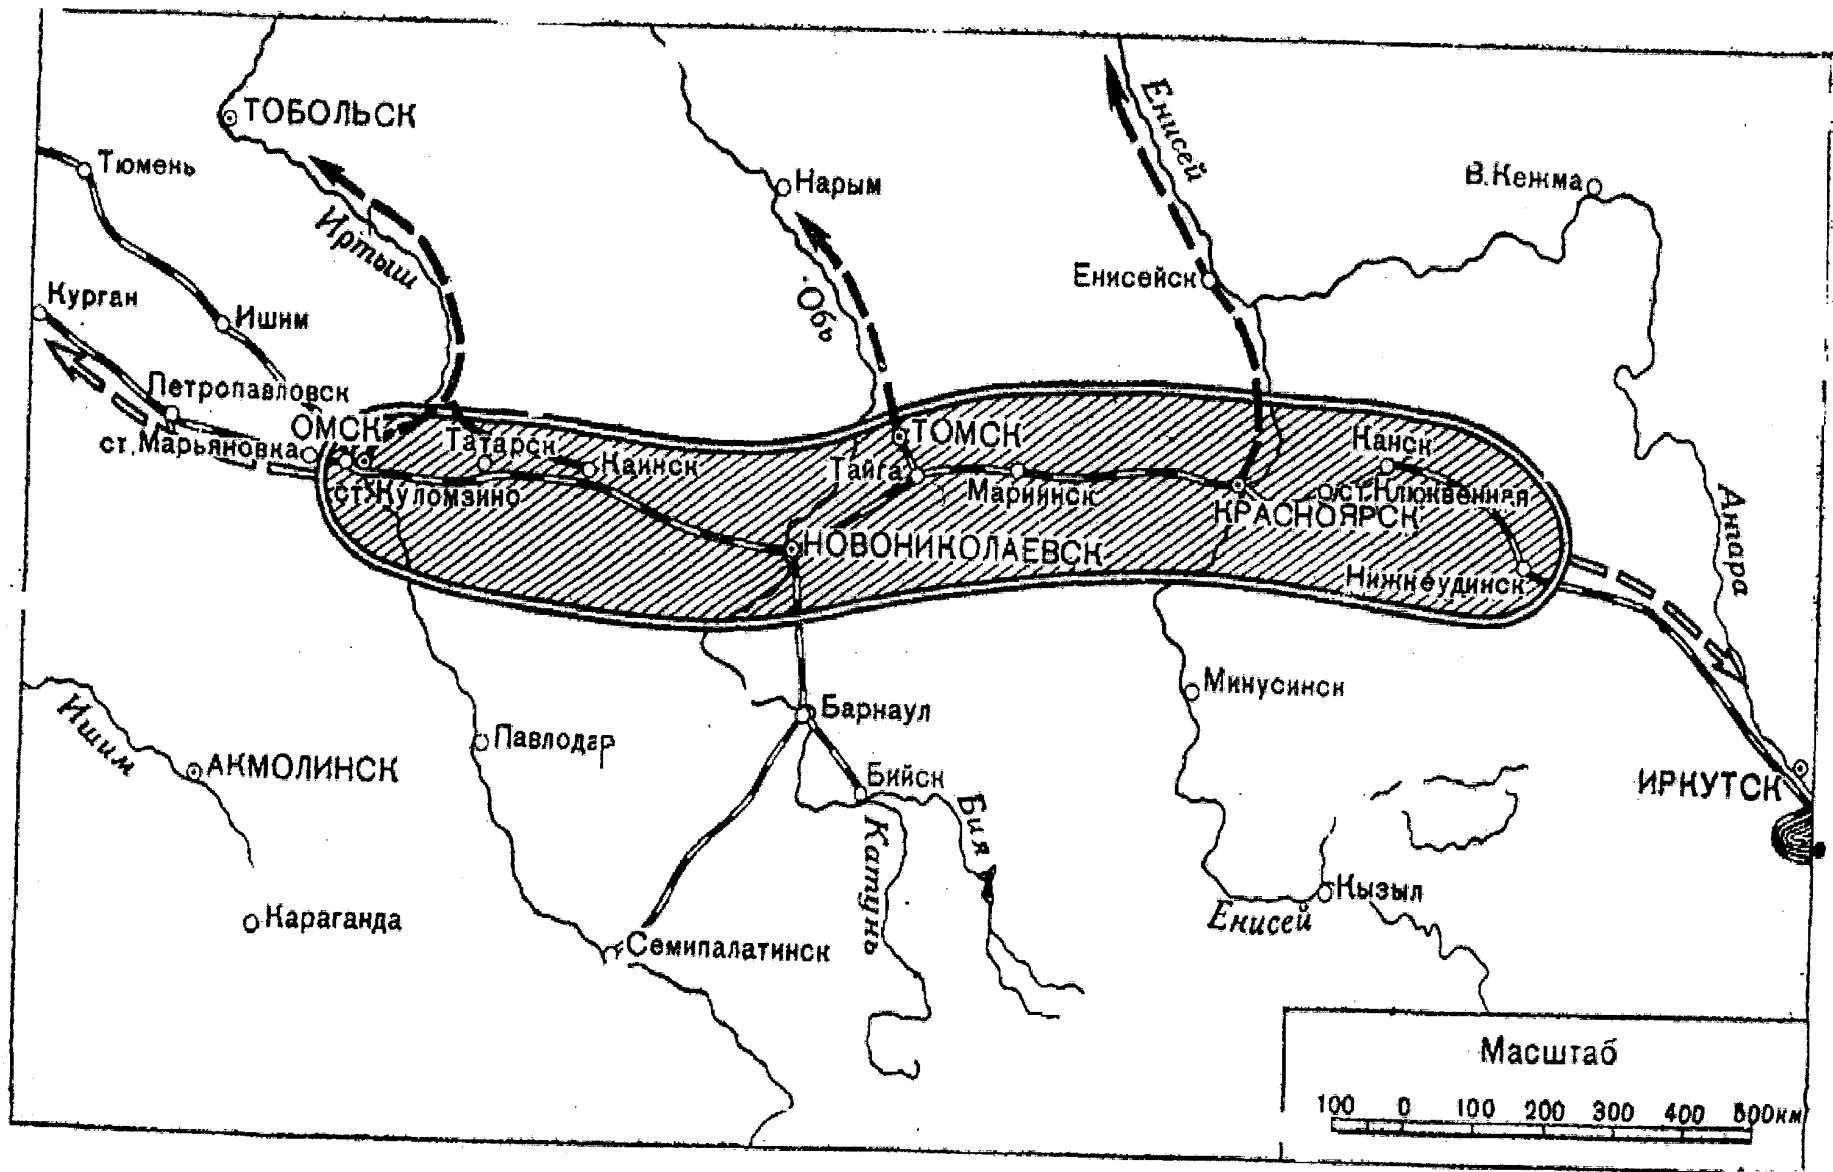 ТОБОЛЬСК
Тюмень
Нарым
Енисей
В.Кежма
Иртыш
Енисейск
Курган
Ишим
Обь
Петропавловск
ОМСК
ст.Марьяновка
Татарск
Каинск
ТОМСК
Тайга
Канск
ст.Куломзино
Мариинск
ст.Клюквенная
КРАСНОЯРСК
Ангара
НОВОНИКОЛАЕВСК
Нижнеудинск
Минусинск
Ишим
Барнаул
Павлодар
АКМОЛИНСК
Бийск
Бия
ИРКУТСК
Катунь
Кызыл
Енисей
Караганда
Семипалатинск
Масштаб
100 0 100 200 300 400 500км